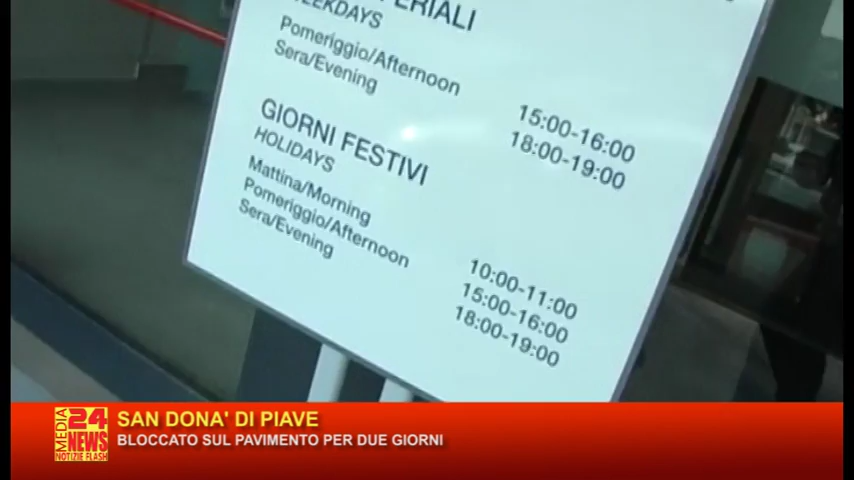 WEEKDAYS
Pomeriggio/Afternoon 15:00-16:00
Sera/Evening 18:00-19:00
GIORNI FESTIVI
HOLIDAYS
Mattina/Morning 10:00-11:00
Pomeriggio/Afternoon 15:00-16:00
Sera/Evening 18:00-19:00
MEDIA
24
NEWS
NOTIZIE FLASH
SAN DONA' DI PIAVE
BLOCCATO SUL PAVIMENTO PER DUE GIORNI